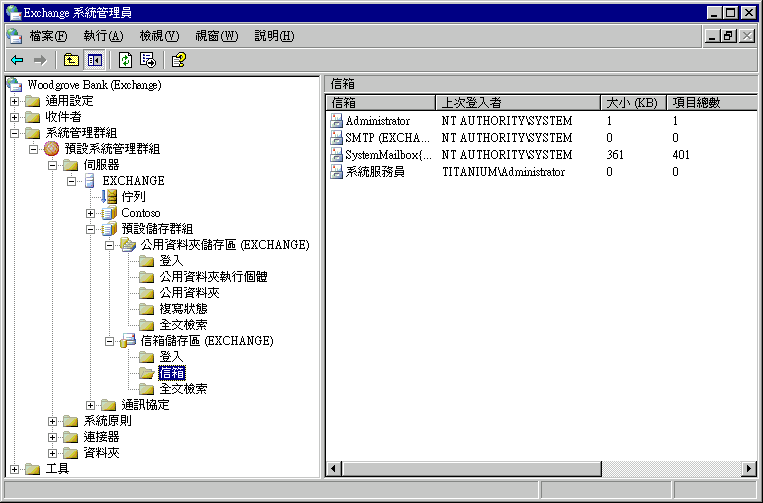 Exchange 系統管理員
檔案(F) 執行(A) 檢視(V) 視窗(W) 說明(H)
Woodgrove Bank (Exchange)
通用設定
收件者
系統管理群組
預設系統管理群組
伺服器
EXCHANGE
佇列
Contoso
預設儲存群組
公用資料夾儲存區 (EXCHANGE)
登入
公用資料夾執行個體
公用資料夾
複寫狀態
全文檢索
信箱儲存區 (EXCHANGE)
登入
信箱
全文檢索
通訊協定
系統原則
連接器
資料夾
工具
信箱
信箱 上次登入者 大小 (KB) 項目總數
Administrator NT AUTHORITY\SYSTEM 1 1
SMTP (EXCHA... NT AUTHORITY\SYSTEM 0 0
SystemMailbox{... NT AUTHORITY\SYSTEM 361 401
系統服務員 TITANIUM\Administrator 0 0